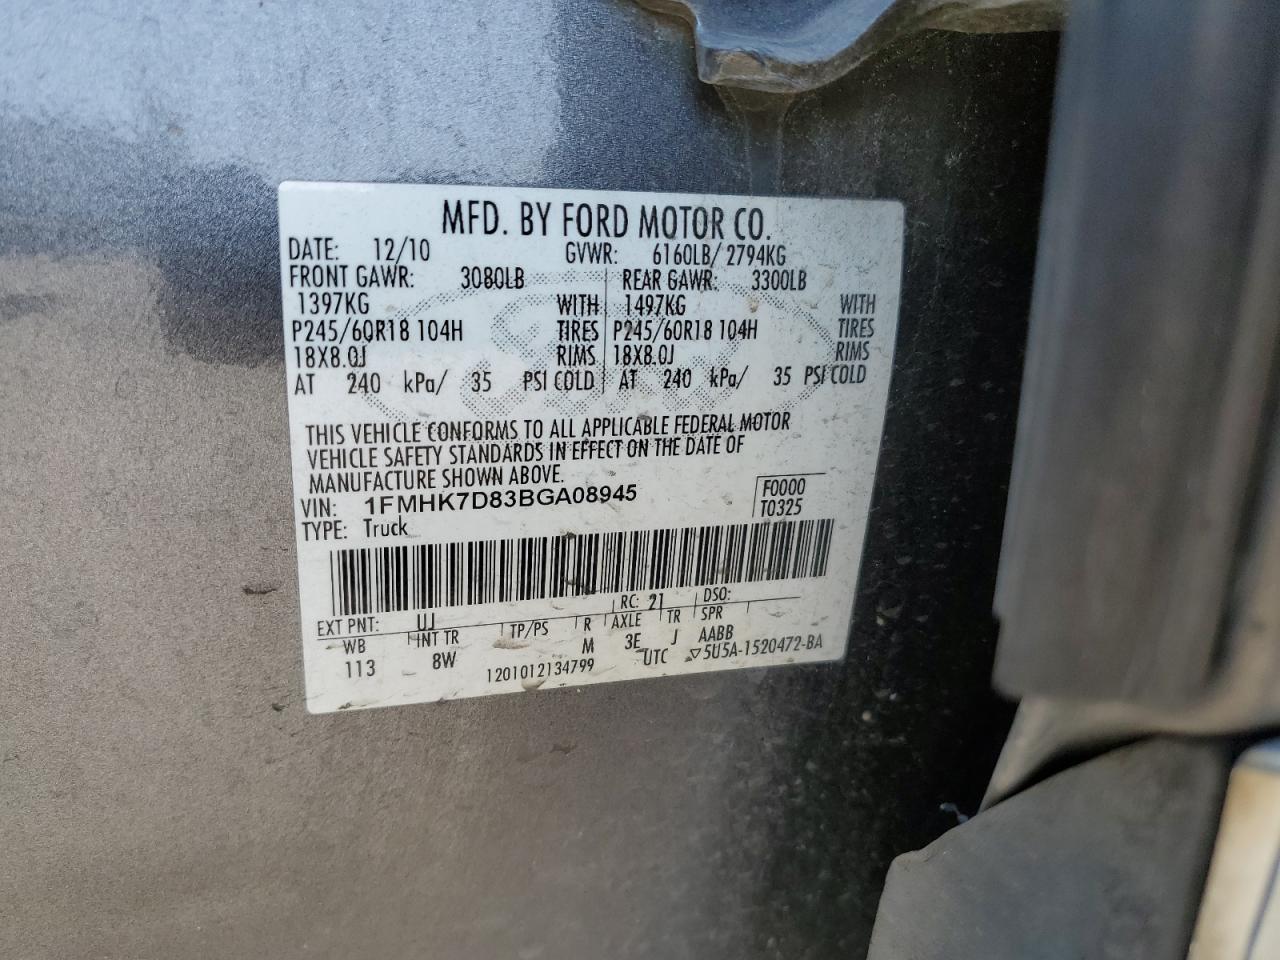 MFD. BY FORD MOTOR CO.
DATE: 12/10 GVWR: 6160LB/ 2794KG
FRONT GAWR: 3080LB REAR GAWR: 3300LB
1397KG WITH 1497KG WITH
P245/60R18 104H TIRES P245/60R18 104H TIRES
18X8.0J RIMS 18X8.0J RIMS
AT 240 kPa/ 35 PSI COLD AT 240 kPa/ 35 PSI COLD
THIS VEHICLE CONFORMS TO ALL APPLICABLE FEDERAL MOTOR
VEHICLE SAFETY STANDARDS IN EFFECT ON THE DATE OF
MANUFACTURE SHOWN ABOVE.
VIN: 1FMHK7D83BGA08945 F0000
TYPE: Truck T0325
EXT PNT: UJ RC: 21 DSO:
WB INT TR TP/PS R AXLE TR SPR
113 8W M 3E J AABB
1201012134799 UTC ▽5U5A-1520472-BA